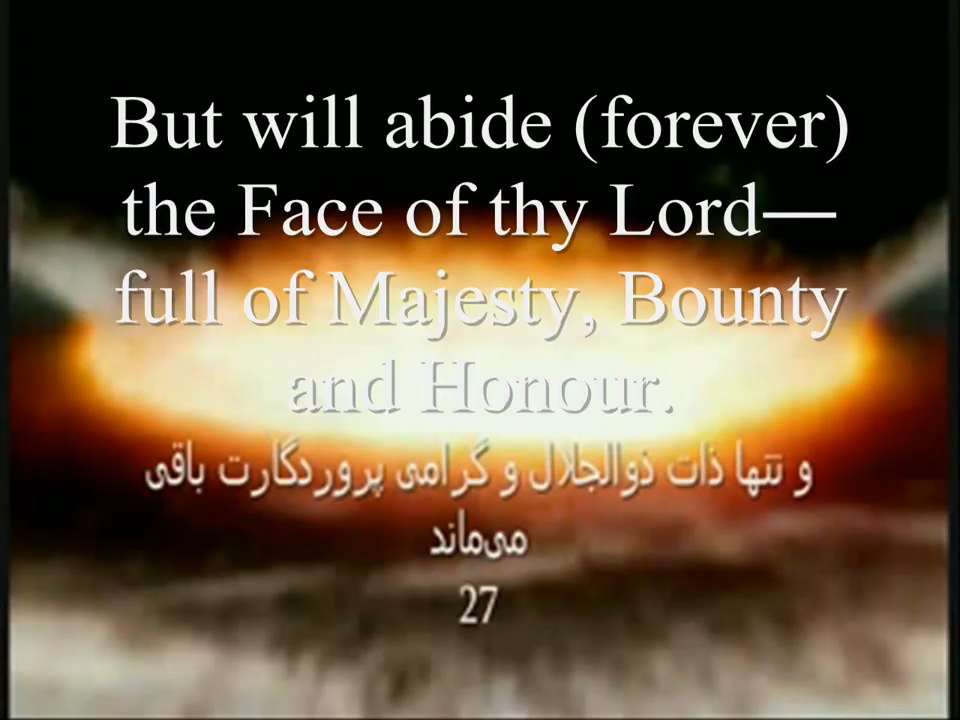 But will abide (forever)
the Face of thy Lord—
full of Majesty, Bounty
and Honour.
و تنها ذات ذوالجلال و گرامی پروردگارت باقی
می‌ماند
27